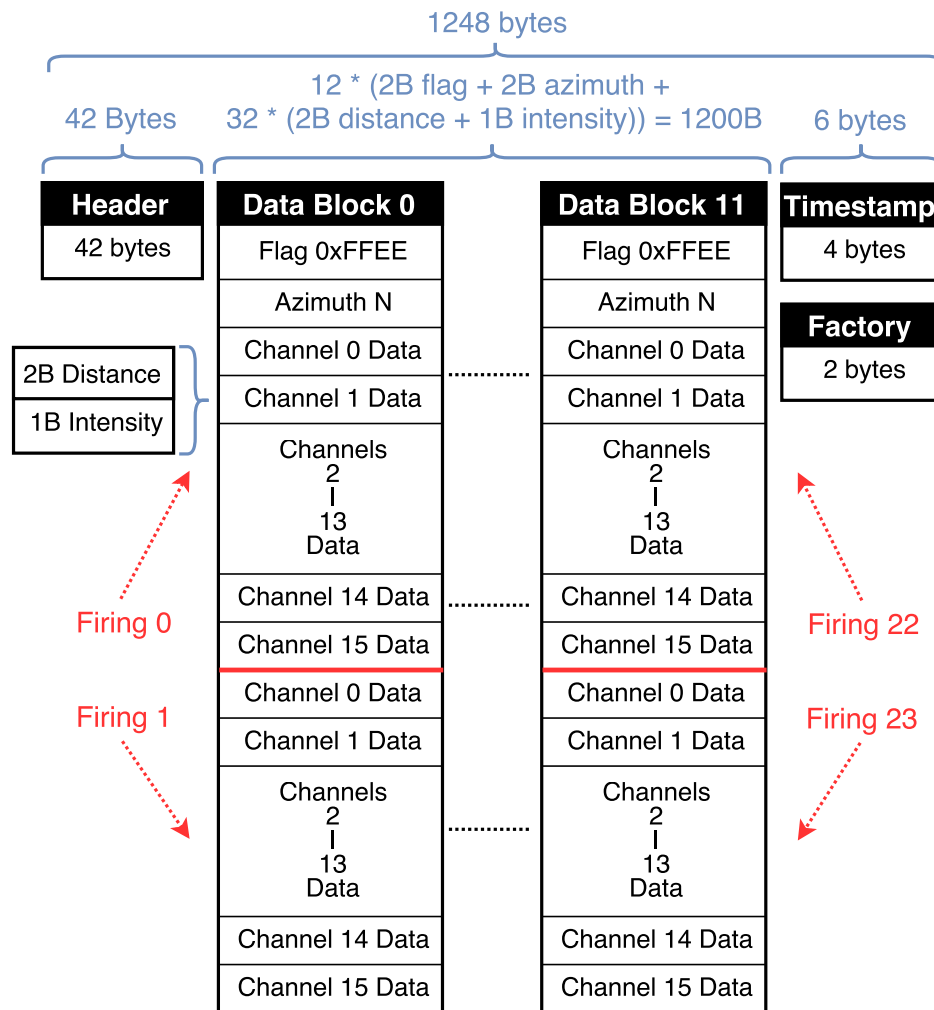 1248 bytes
12 * (2B flag + 2B azimuth +
32 * (2B distance + 1B intensity)) = 1200B
42 Bytes
6 bytes
Header
42 bytes
2B Distance
1B Intensity
Firing 0
Firing 1
Data Block 0
Flag 0xFFEE
Azimuth N
Channel 0 Data
Channel 1 Data
Channels
2
13
Data
Channel 14 Data
Channel 15 Data
Channel 0 Data
Channel 1 Data
Channels
2
13
Data
Channel 14 Data
Channel 15 Data
Data Block 11
Flag 0xFFEE
Azimuth N
Channel 0 Data
Channel 1 Data
Channels
2
13
Data
Channel 14 Data
Channel 15 Data
Channel 0 Data
Channel 1 Data
Channels
2
13
Data
Channel 14 Data
Channel 15 Data
Timestamp
4 bytes
Factory
2 bytes
Firing 22
Firing 23